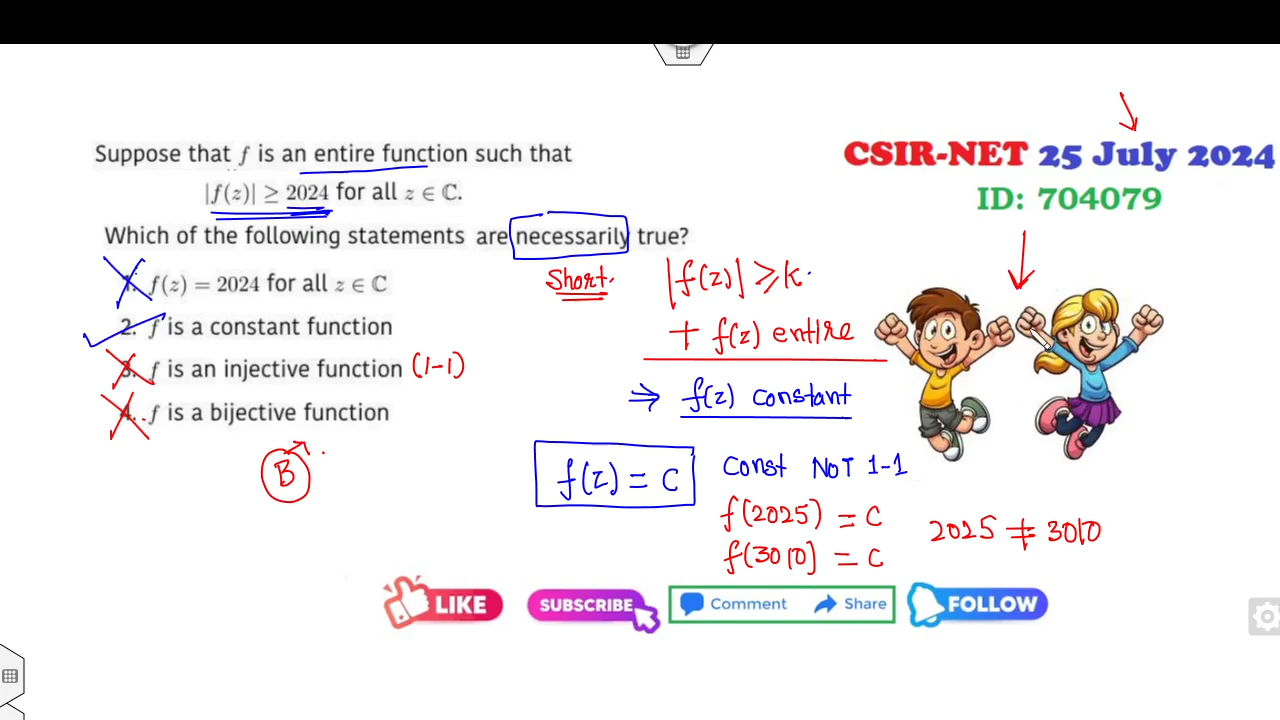 Suppose that f is an entire function such that
|f(z)| ≥ 2024 for all z ∈ ℂ.
Which of the following statements are necessarily true?
1. f(z) = 2024 for all z ∈ ℂ
2. f is a constant function
3. f is an injective function (1-1)
4. f is a bijective function
B
CSIR-NET 25 July 2024
ID: 704079
Short.
|f(z)| ≥ k.
+ f(z) entire
⇒ f(z) constant
f(z) = C
Const NOT 1-1
f(2025) = C
f(3010) = C
2025 ≠ 3010
LIKE
SUBSCRIBE
Comment
Share
FOLLOW